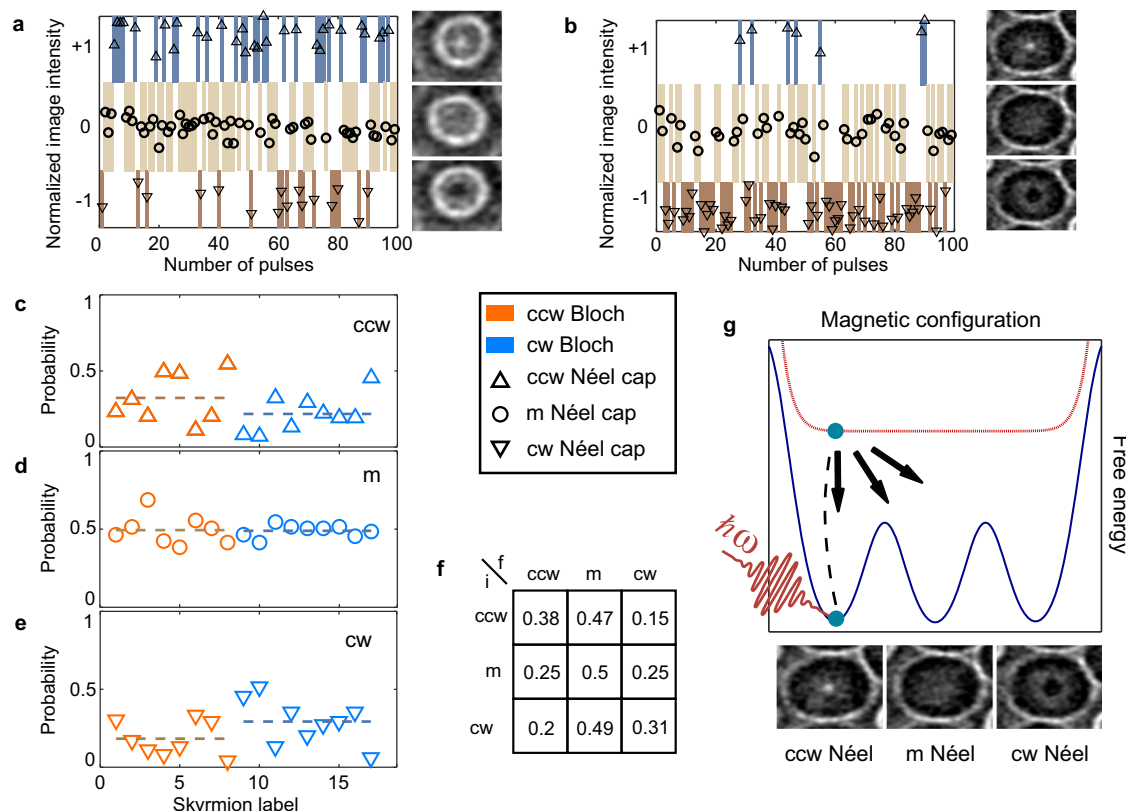 a
Normalized image intensity
+1
0
-1
0 20 40 60 80 100
Number of pulses
b
Normalized image intensity
+1
0
-1
0 20 40 60 80 100
Number of pulses
c
Probability
1
0.5
0
ccw
d
Probability
1
0.5
0
m
e
Probability
1
0.5
0
cw
0 5 10 15
Skyrmion label
ccw Bloch
cw Bloch
ccw Néel cap
m Néel cap
cw Néel cap
f
f
i
ccw m cw
ccw 0.38 0.47 0.15
m 0.25 0.5 0.25
cw 0.2 0.49 0.31
g
Magnetic configuration
Free energy
ℏω
ccw Néel m Néel cw Néel